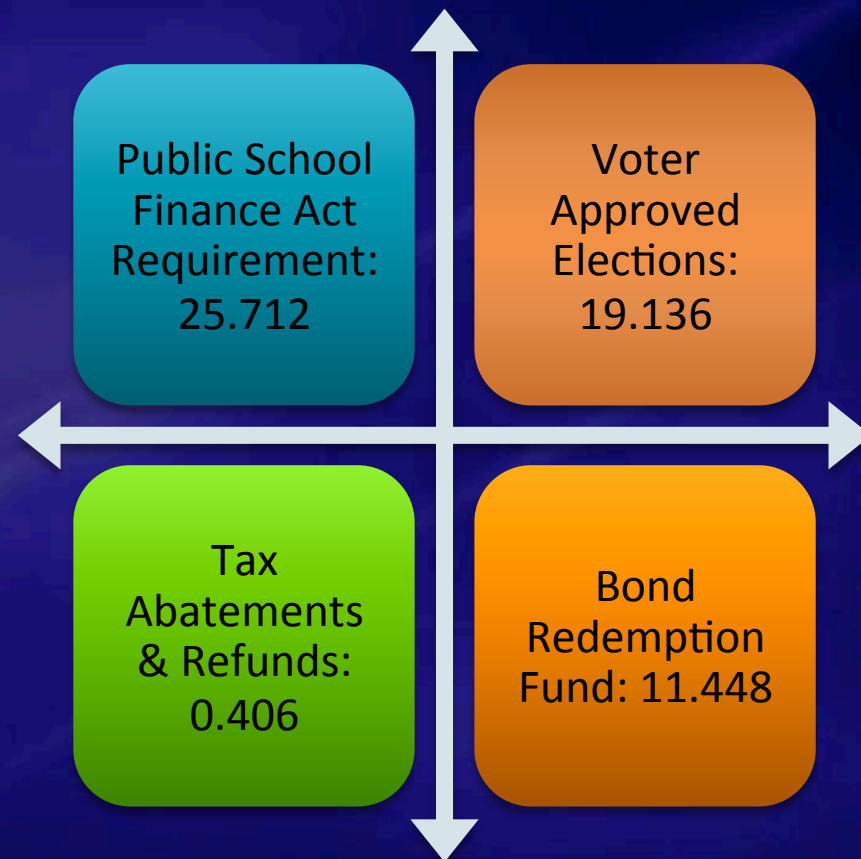 Public School
Finance Act
Requirement:
25.712
Voter
Approved
Elections:
19.136
Tax
Abatements
& Refunds:
0.406
Bond
Redemption
Fund: 11.448